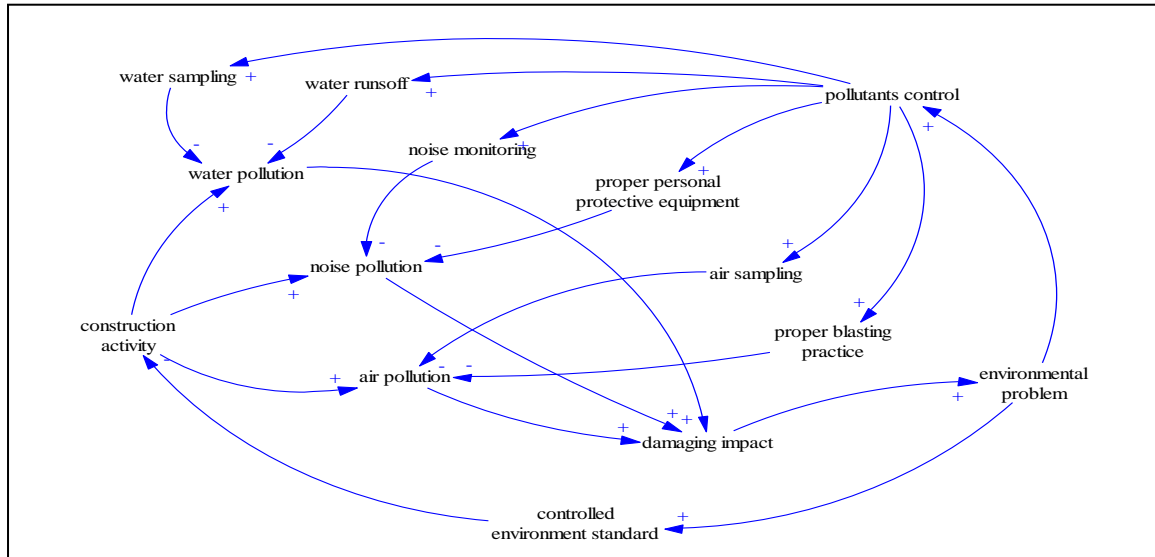 water sampling
+
water runsoff
+
pollutants control
+
-
-
noise monitoring
+
water pollution
+
proper personal
protective equipment
+
-
-
noise pollution
+
+
air sampling
construction
activity
-
+
proper blasting
practice
+
air pollution
-
-
environmental
problem
+
+
+
+
damaging impact
controlled
environment standard
+